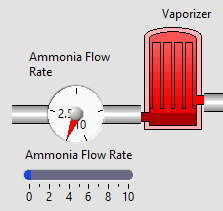 Vaporizer
Ammonia Flow
Rate
2.5
10
Ammonia Flow Rate
0 2 4 6 8 10